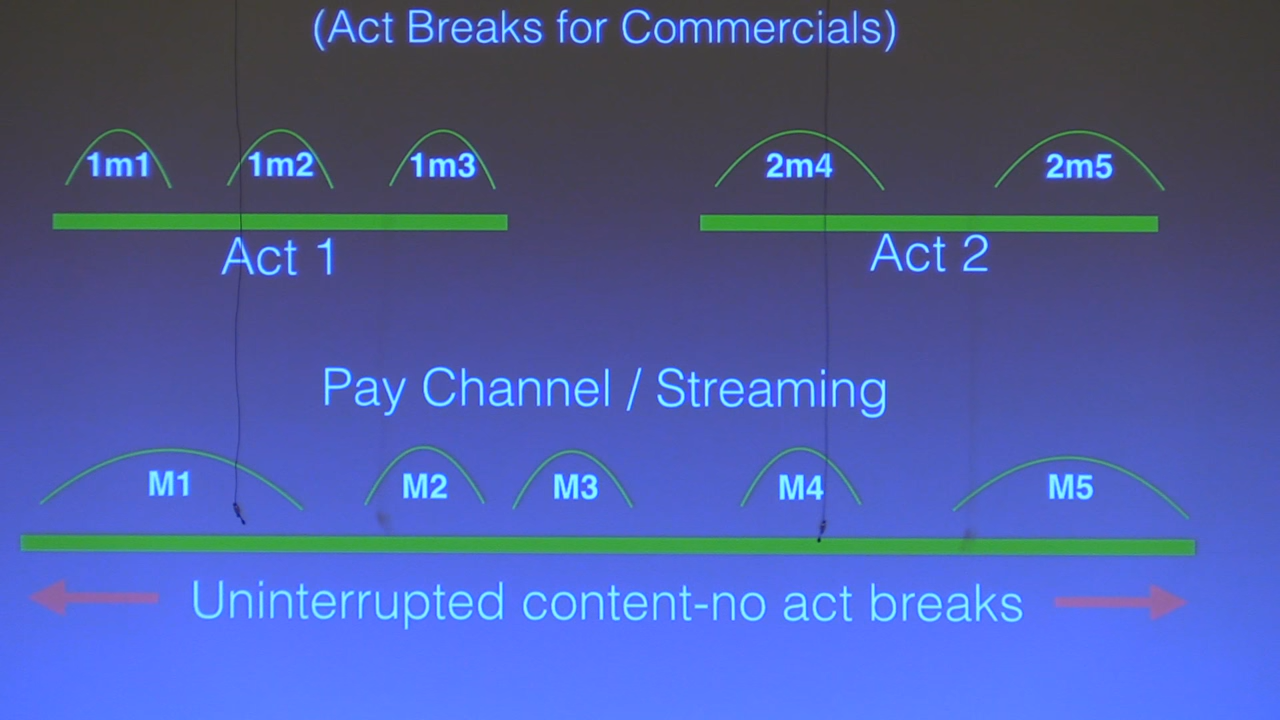 (Act Breaks for Commercials)
1m1 1m2 1m3 2m4 2m5
Act 1 Act 2
Pay Channel / Streaming
M1 M2 M3 M4 M5
Uninterrupted content-no act breaks